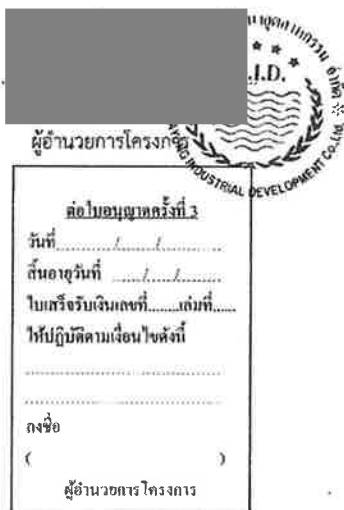 .I.D.
INDUSTRIAL DEVELOPMENT CO.,LTD.
ผู้อำนวยการโครงการ
ต่อใบอนุญาตครั้งที่ 3
วันที่............/......./...............
สิ้นอายุวันที่ ......./......./...........
ใบเสร็จรับเงินเลขที่.........เล่มที่......
ให้ปฏิบัติตามเงื่อนไขดังนี้
..............................................
..............................................
ลงชื่อ
( )
ผู้อำนวยการโครงการ